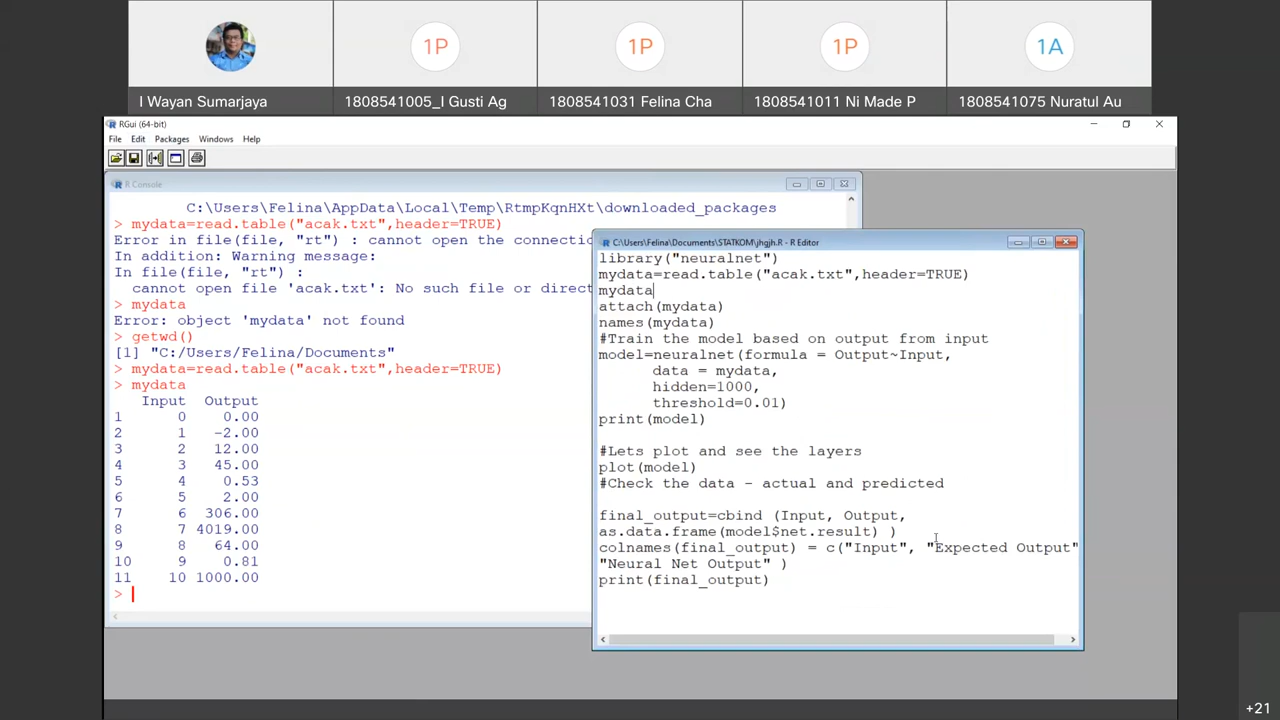 1P
1P
1P
1A
I Wayan Sumarjaya
1808541005_I Gusti Ag
1808541031 Felina Cha
1808541011 Ni Made P
1808541075 Nuratul Au
RGui (64-bit)
File Edit Packages Windows Help
R Console
C:\Users\Felina\AppData\Local\Temp\RtmpKqnHXt\downloaded_packages
> mydata=read.table("acak.txt",header=TRUE)
Error in file(file, "rt") : cannot open the connectio
In addition: Warning message:
In file(file, "rt") :
cannot open file 'acak.txt': No such file or direct
> mydata
Error: object 'mydata' not found
> getwd()
[1] "C:/Users/Felina/Documents"
> mydata=read.table("acak.txt",header=TRUE)
> mydata
Input Output
1 0 0.00
2 1 -2.00
3 2 12.00
4 3 45.00
5 4 0.53
6 5 2.00
7 6 306.00
8 7 4019.00
9 8 64.00
10 9 0.81
11 10 1000.00
>
C:\Users\Felina\Documents\STATKOM\jhgjh.R - R Editor
library("neuralnet")
mydata=read.table("acak.txt",header=TRUE)
mydata
attach(mydata)
names(mydata)
#Train the model based on output from input
model=neuralnet(formula = Output~Input,
data = mydata,
hidden=1000,
threshold=0.01)
print(model)
#Lets plot and see the layers
plot(model)
#Check the data - actual and predicted
final_output=cbind (Input, Output,
as.data.frame(model$net.result) )
colnames(final_output) = c("Input", "Expected Output"
"Neural Net Output" )
print(final_output)
+21